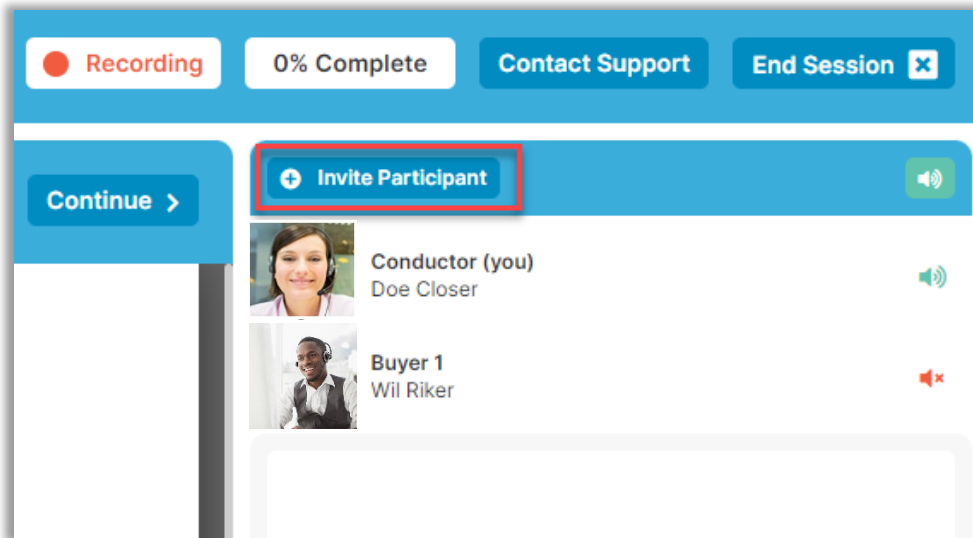 Recording
0% Complete
Contact Support
End Session
Continue
Invite Participant
Conductor (you)
Doe Closer
Buyer 1
Wil Riker